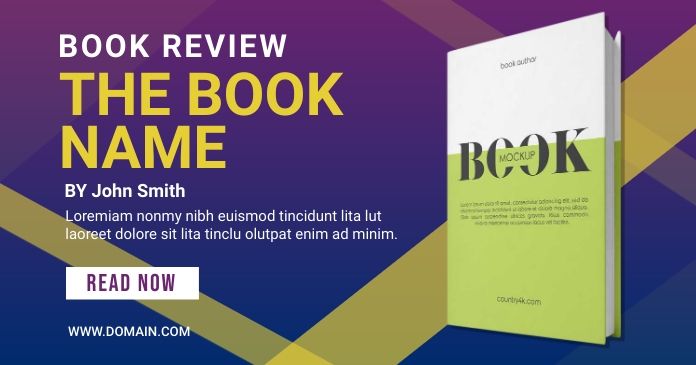 BOOK REVIEW
THE BOOK
NAME
BY John Smith
Loremiam nonmy nibh euismod tincidunt lita lut
laoreet dolore sit lita tinclu olutpat enim ad minim.
READ NOW
WWW.DOMAIN.COM
book author
BOOK
MOCKUP
country4k.com